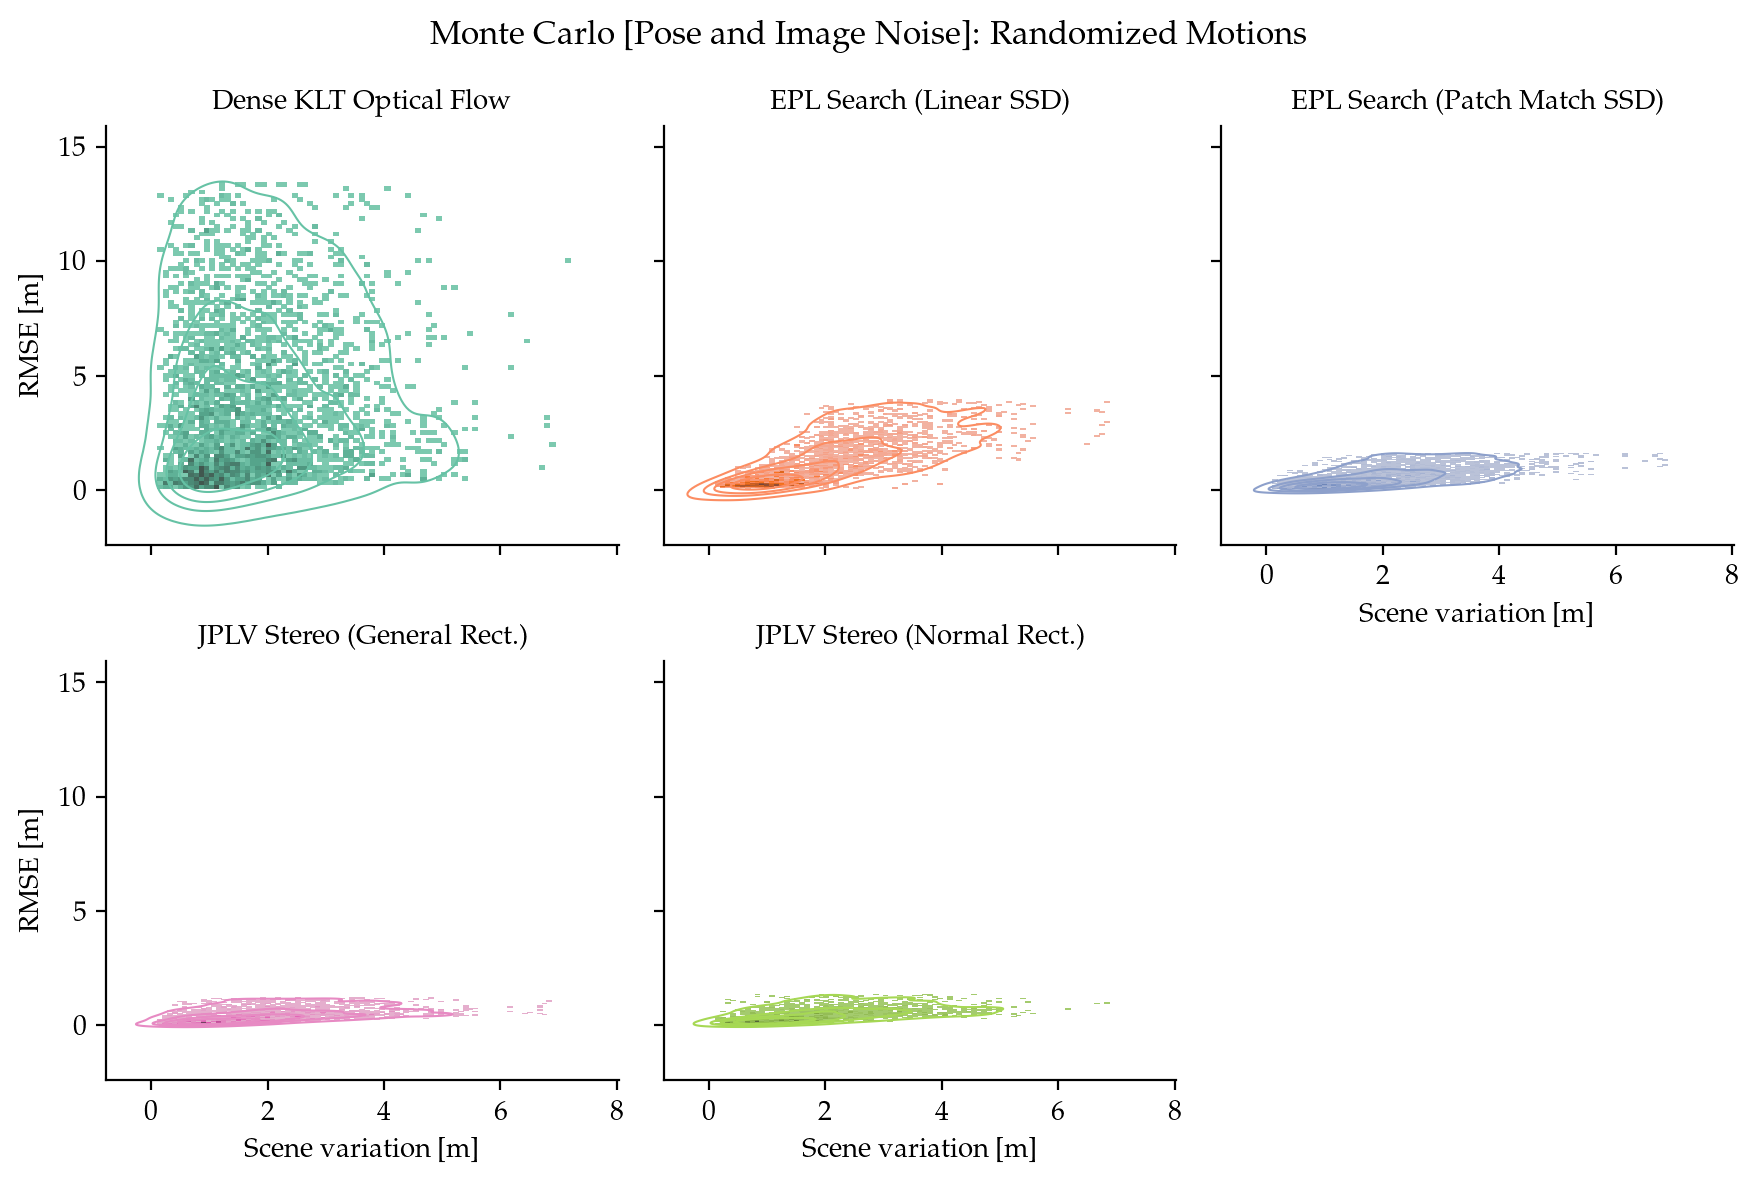 Monte Carlo [Pose and Image Noise]: Randomized Motions
Dense KLT Optical Flow
EPL Search (Linear SSD)
EPL Search (Patch Match SSD)
15
10
5
0
RMSE [m]
0 2 4 6 8
Scene variation [m]
JPLV Stereo (General Rect.)
JPLV Stereo (Normal Rect.)
15
10
5
0
RMSE [m]
0 2 4 6 8
Scene variation [m]
0 2 4 6 8
Scene variation [m]